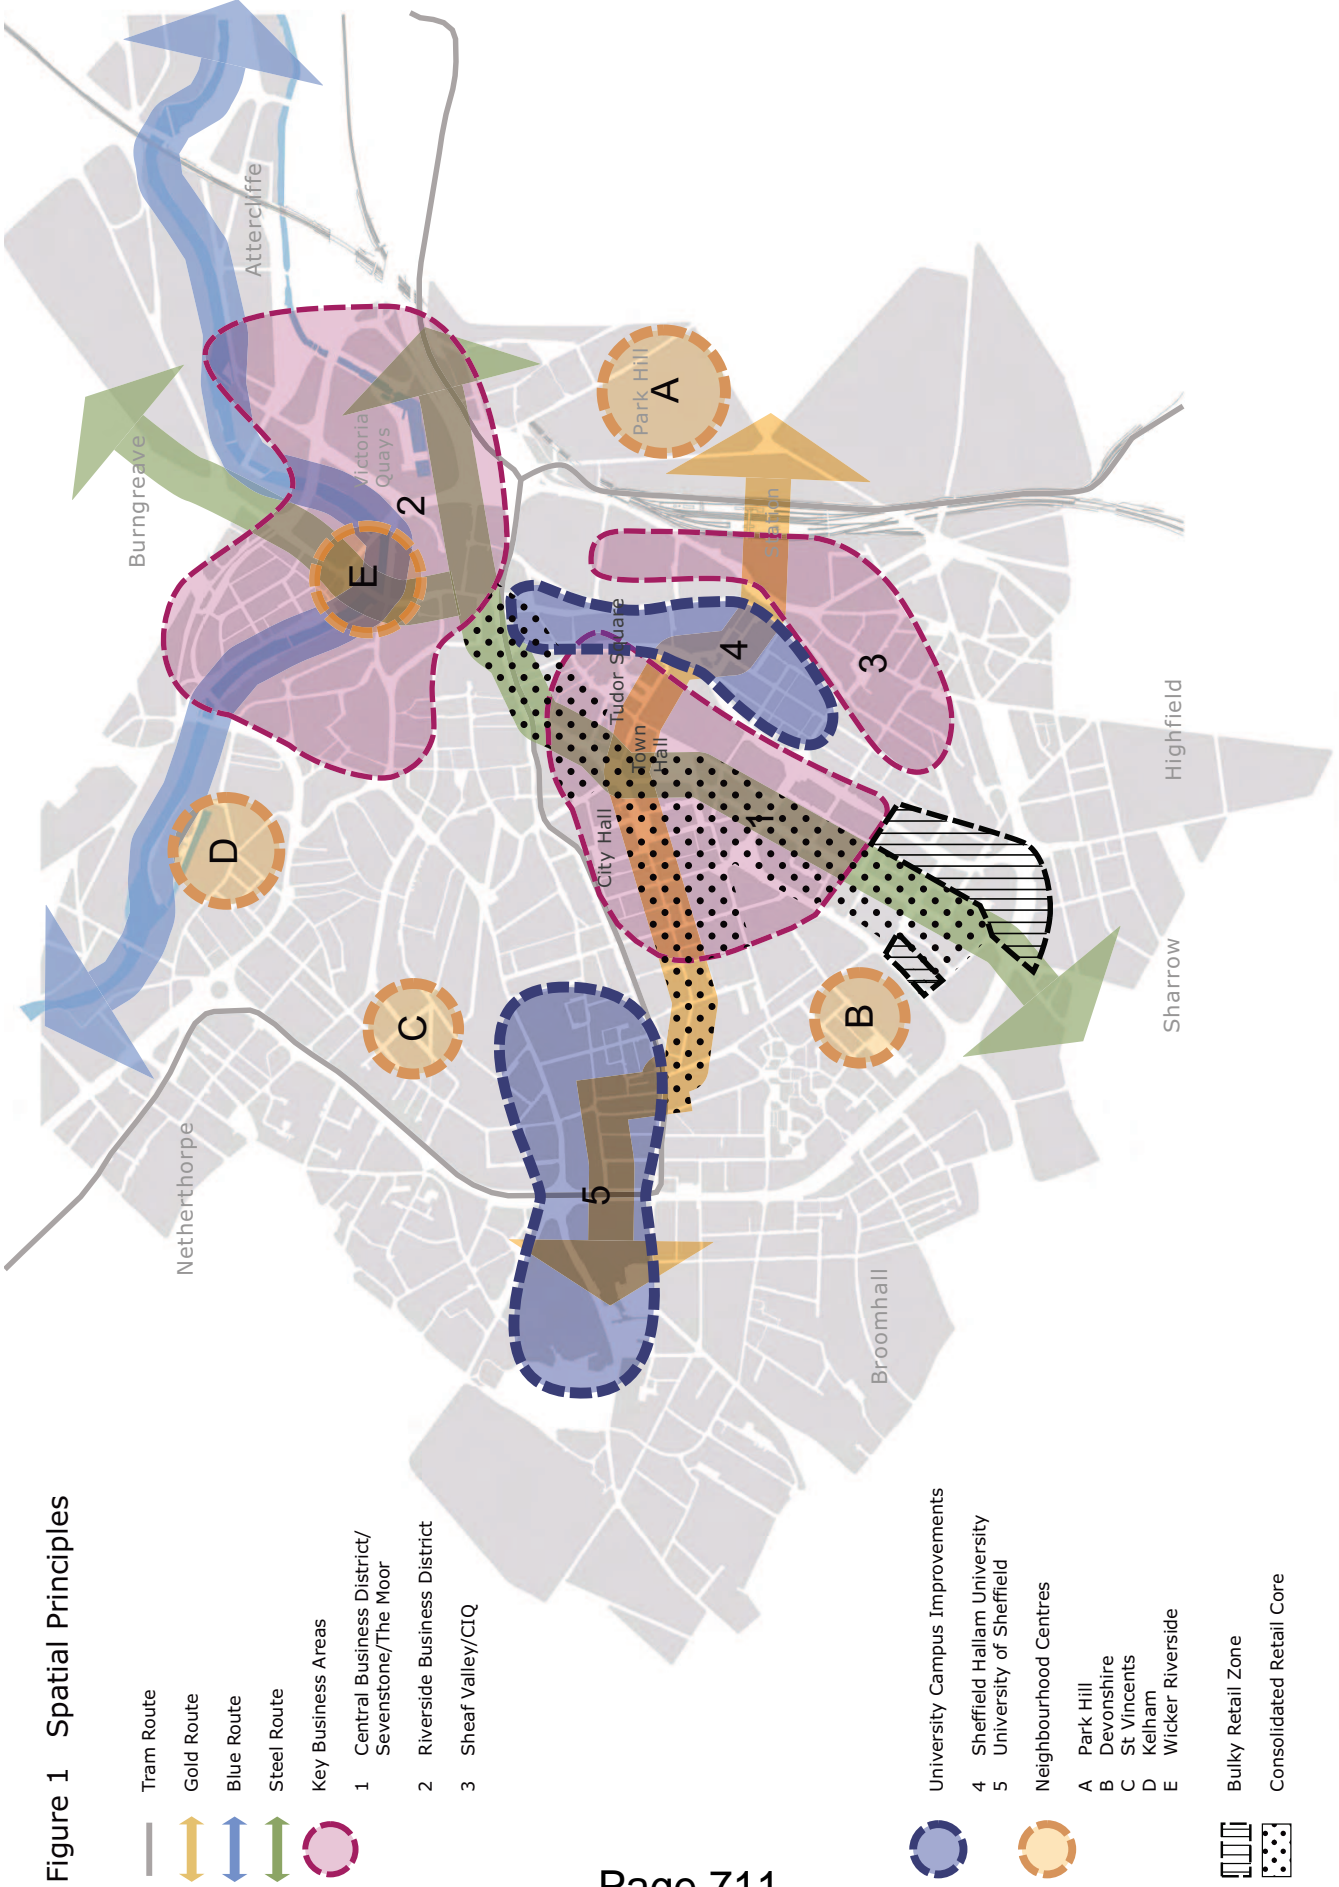 Figure 1 Spatial Principles
Tram Route
Gold Route
Blue Route
Steel Route
Key Business Areas
1 Central Business District/
Sevenstone/The Moor
2 Riverside Business District
3 Sheaf Valley/CIQ
University Campus Improvements
4 Sheffield Hallam University
5 University of Sheffield
Neighbourhood Centres
A Park Hill
B Devonshire
C St Vincents
D Kelham
E Wicker Riverside
Bulky Retail Zone
Consolidated Retail Core
Netherthorpe
Burngreave
Attercliffe
Victoria
Quays
Park Hill
Station
Tudor Square
Town
Hall
City Hall
Broomhall
Sharrow
Highfield
A
B
C
D
E
1
2
3
4
5
Page 711